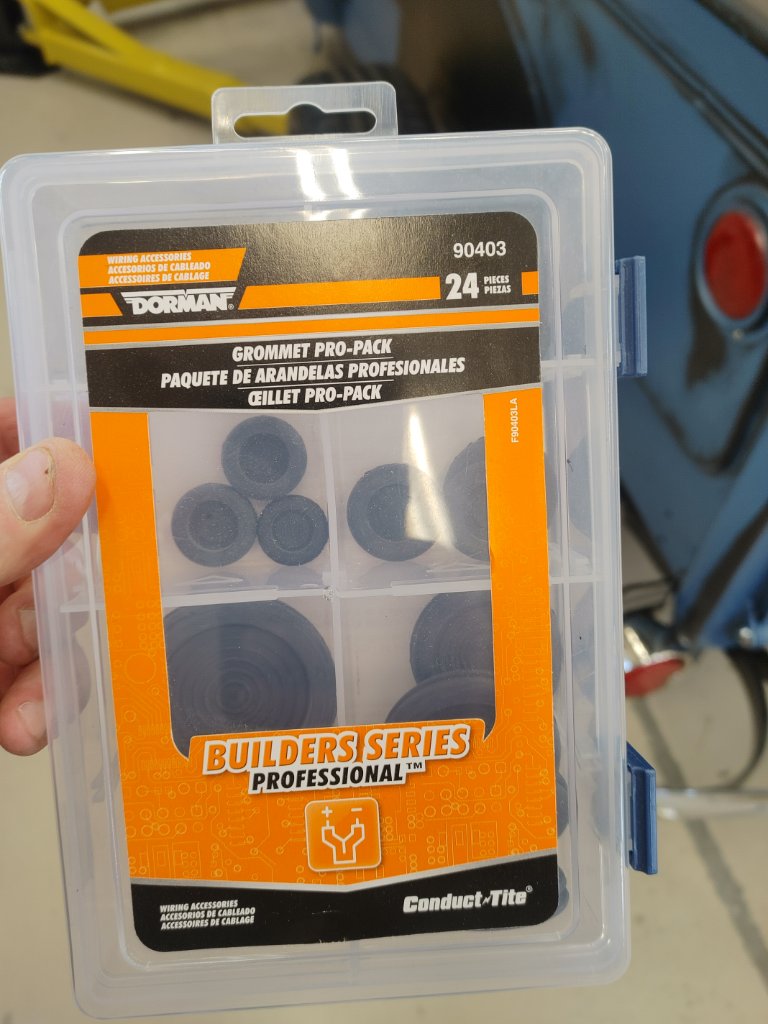 WIRING ACCESSORIES
ACCESORIOS DE CABLEADO
ACCESSOIRES DE CABLAGE
DORMAN®
90403
24 PIECES
PIEZAS
GROMMET PRO-PACK
PAQUETE DE ARANDELAS PROFESIONALES
ŒILLET PRO-PACK
F90403LA
BUILDERS SERIES
PROFESSIONAL™
+ -
WIRING ACCESSORIES
ACCESORIOS DE CABLEADO
ACCESSOIRES DE CABLAGE
Conduct-Tite®